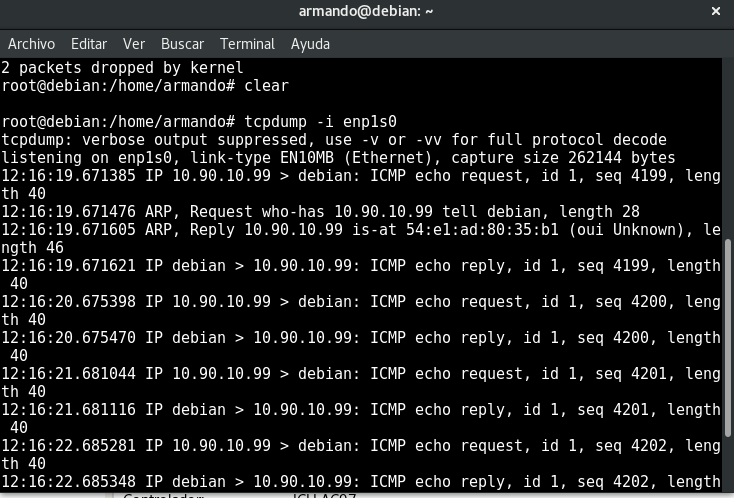 armando@debian: ~
×
Archivo Editar Ver Buscar Terminal Ayuda
2 packets dropped by kernel
root@debian:/home/armando# clear
root@debian:/home/armando# tcpdump -i enp1s0
tcpdump: verbose output suppressed, use -v or -vv for full protocol decode
listening on enp1s0, link-type EN10MB (Ethernet), capture size 262144 bytes
12:16:19.671385 IP 10.90.10.99 > debian: ICMP echo request, id 1, seq 4199, leng
th 40
12:16:19.671476 ARP, Request who-has 10.90.10.99 tell debian, length 28
12:16:19.671605 ARP, Reply 10.90.10.99 is-at 54:e1:ad:80:35:b1 (oui Unknown), le
ngth 46
12:16:19.671621 IP debian > 10.90.10.99: ICMP echo reply, id 1, seq 4199, length
 40
12:16:20.675398 IP 10.90.10.99 > debian: ICMP echo request, id 1, seq 4200, leng
th 40
12:16:20.675470 IP debian > 10.90.10.99: ICMP echo reply, id 1, seq 4200, length
 40
12:16:21.681044 IP 10.90.10.99 > debian: ICMP echo request, id 1, seq 4201, leng
th 40
12:16:21.681116 IP debian > 10.90.10.99: ICMP echo reply, id 1, seq 4201, length
 40
12:16:22.685281 IP 10.90.10.99 > debian: ICMP echo request, id 1, seq 4202, leng
th 40
12:16:22.685348 IP debian > 10.90.10.99: ICMP echo reply, id 1, seq 4202, length